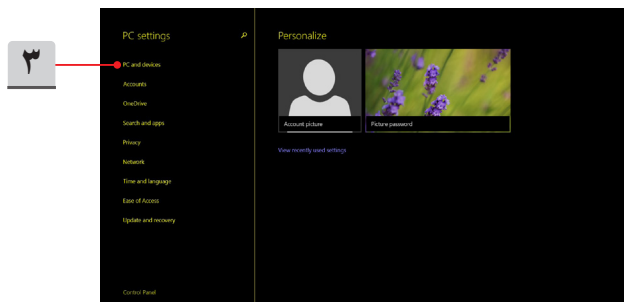 PC settings
Personalize
٣
PC and devices
Accounts
OneDrive
Search and apps
Account picture
Picture password
Privacy
View recently used settings
Network
Time and language
Ease of Access
Update and recovery
Control Panel